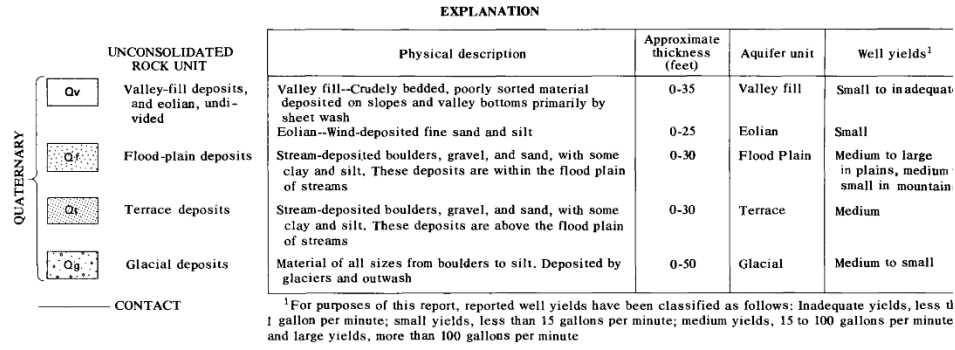 EXPLANATION
UNCONSOLIDATED
ROCK UNIT
Physical description
Approximate
thickness
(feet)
Aquifer unit
Well yields1
QUATERNARY
Qv
Valley-fill deposits,
and eolian, undi-
vided
Valley fill--Crudely bedded, poorly sorted material
deposited on slopes and valley bottoms primarily by
sheet wash
0-35
Valley fill
Small to inadequate
Eolian--Wind-deposited fine sand and silt
0-25
Eolian
Small
Qf
Flood-plain deposits
Stream-deposited boulders, gravel, and sand, with some
clay and silt. These deposits are within the flood plain
of streams
0-30
Flood Plain
Medium to large
in plains, medium
small in mountain
Qt
Terrace deposits
Stream-deposited boulders, gravel, and sand, with some
clay and silt. These deposits are above the flood plain
of streams
0-30
Terrace
Medium
Qg
Glacial deposits
Material of all sizes from boulders to silt. Deposited by
glaciers and outwash
0-50
Glacial
Medium to small
CONTACT
1For purposes of this report, reported well yields have been classified as follows: Inadequate yields, less
1 gallon per minute; small yields, less than 15 gallons per minute; medium yields, 15 to 100 gallons per minute
and large yields, more than 100 gallons per minute